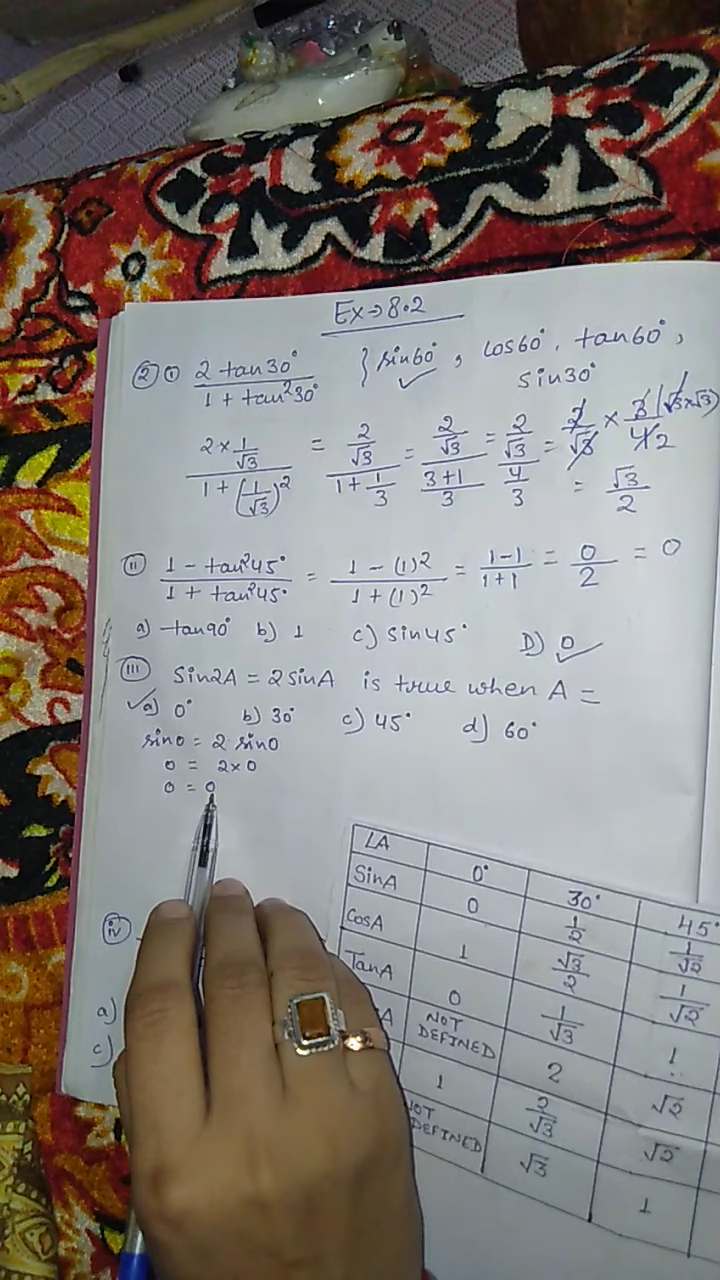 Ex→8.2
② ① 2 tan30° / 1 + tan²30° } sin60° ✓, cos60°, tan60°, sin30°
2×1/√3 / 1+(1/√3)² = 2/√3 / 1+1/3 = 2/√3 / 3+1/3 = 2/√3 / 4/3 = 2/√3 × 3(√3×√3)/4 2
= √3/2
ⅱ 1 - tan²45° / 1 + tan²45° = 1 - (1)² / 1 + (1)² = 1-1 / 1+1 = 0/2 = 0
a) tan90° b) 1 c) sin45° D) 0 ✓
ⅲ Sin2A = 2 sinA is true when A =
✓a) 0° b) 30° c) 45° d) 60°
sin0 = 2 sin0
0 = 2×0
0 = 0
ⅳ
a)
c)
∠A 0° 30° 45°
SinA 0 1/2 1/√2
CosA 1 √3/2 1/√2
TanA 0 1/√3 1
A NOT DEFINED 2 √2
1 2/√3 √2
NOT DEFINED √3 1